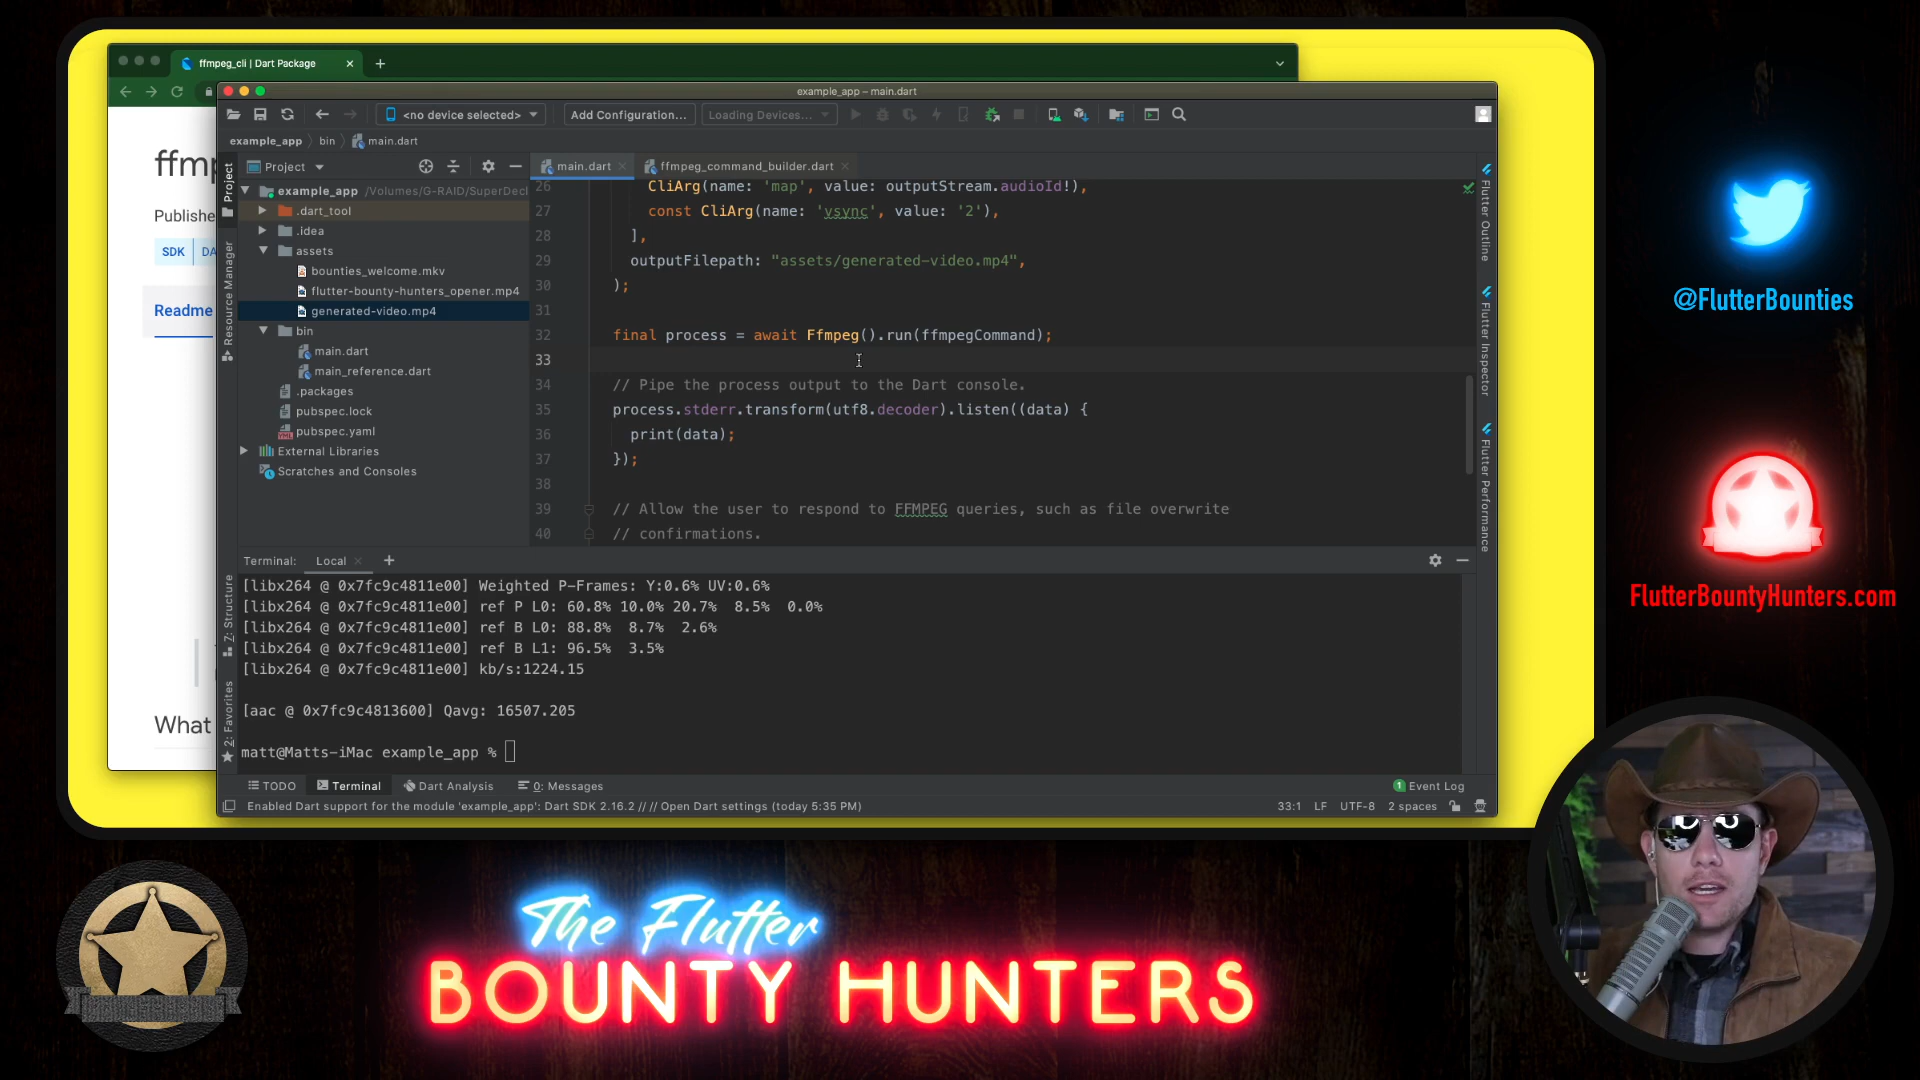 ffmpeg_cli | Dart Package
example_app – main.dart
<no device selected>
Add Configuration...
Loading Devices...
example_app
bin
main.dart
Project
main.dart
ffmpeg_command_builder.dart
ffmp
Publishe
SDK
DA
Readme
What
Project
Resource Manager
7: Structure
2: Favorites
example_app /Volumes/G-RAID/SuperDecl
.dart_tool
.idea
assets
bounties_welcome.mkv
flutter-bounty-hunters_opener.mp4
generated-video.mp4
bin
main.dart
main_reference.dart
.packages
pubspec.lock
pubspec.yaml
External Libraries
Scratches and Consoles
26 CliArg(name: 'map', value: outputStream.audioId!),
27 const CliArg(name: 'vsync', value: '2'),
28 ],
29 outputFilepath: "assets/generated-video.mp4",
30 );
31
32 final process = await Ffmpeg().run(ffmpegCommand);
33
34 // Pipe the process output to the Dart console.
35 process.stderr.transform(utf8.decoder).listen((data) {
36 print(data);
37 });
38
39 // Allow the user to respond to FFMPEG queries, such as file overwrite
40 // confirmations.
Flutter Outline
Flutter Inspector
Flutter Performance
Terminal:
Local
[libx264 @ 0x7fc9c4811e00] Weighted P-Frames: Y:0.6% UV:0.6%
[libx264 @ 0x7fc9c4811e00] ref P L0: 60.8% 10.0% 20.7% 8.5% 0.0%
[libx264 @ 0x7fc9c4811e00] ref B L0: 88.8% 8.7% 2.6%
[libx264 @ 0x7fc9c4811e00] ref B L1: 96.5% 3.5%
[libx264 @ 0x7fc9c4811e00] kb/s:1224.15
[aac @ 0x7fc9c4813600] Qavg: 16507.205
matt@Matts-iMac example_app %
TODO
Terminal
Dart Analysis
0: Messages
1 Event Log
Enabled Dart support for the module 'example_app': Dart SDK 2.16.2 // // Open Dart settings (today 5:35 PM)
33:1
LF
UTF-8
2 spaces
@FlutterBounties
FlutterBountyHunters.com
The Flutter
BOUNTY HUNTERS